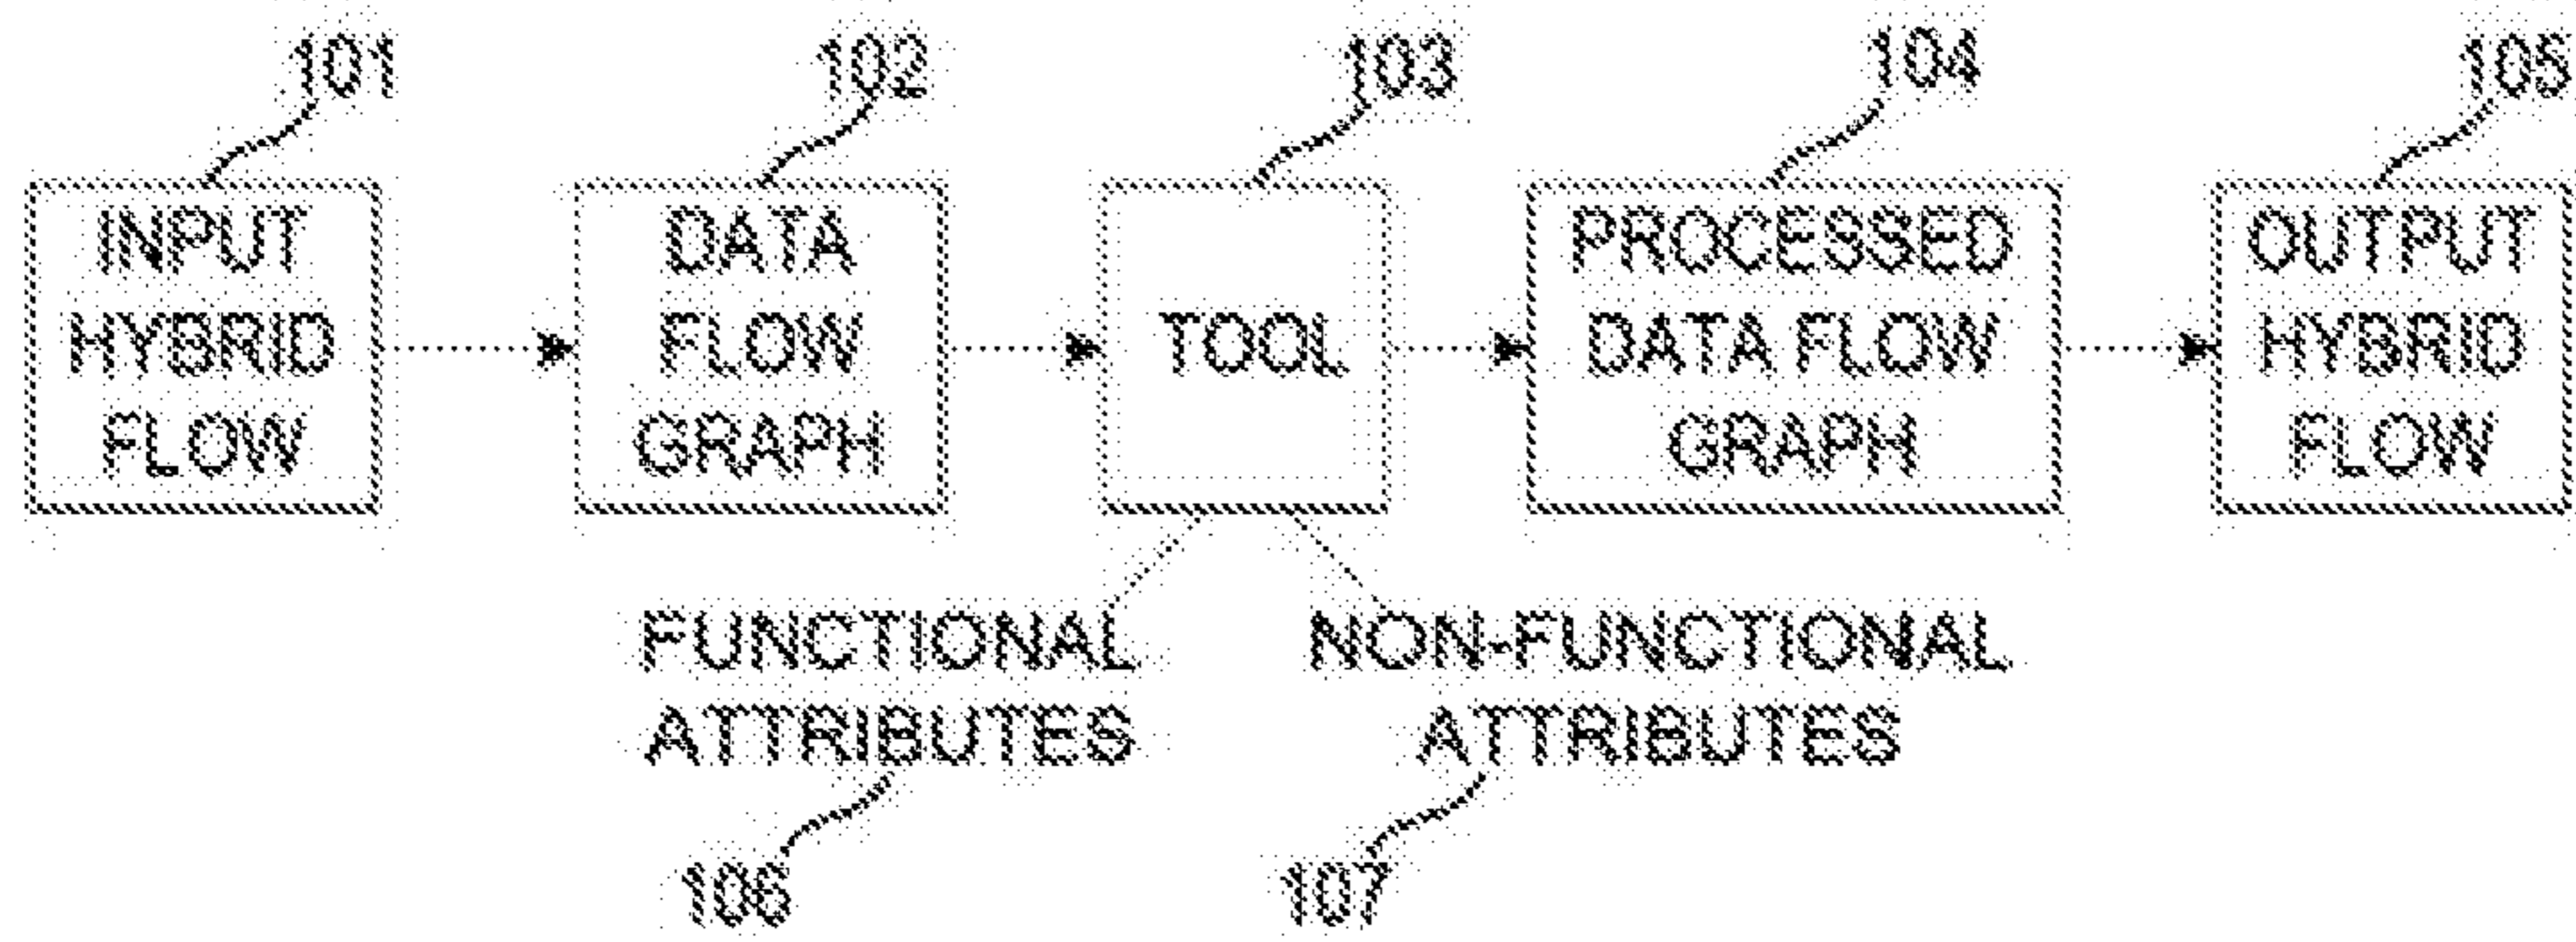 101
102
103
104
105
INPUT
HYBRID
FLOW
DATA
FLOW
GRAPH
TOOL
PROCESSED
DATA FLOW
GRAPH
OUTPUT
HYBRID
FLOW
FUNCTIONAL
ATTRIBUTES
NON-FUNCTIONAL
ATTRIBUTES
106
107